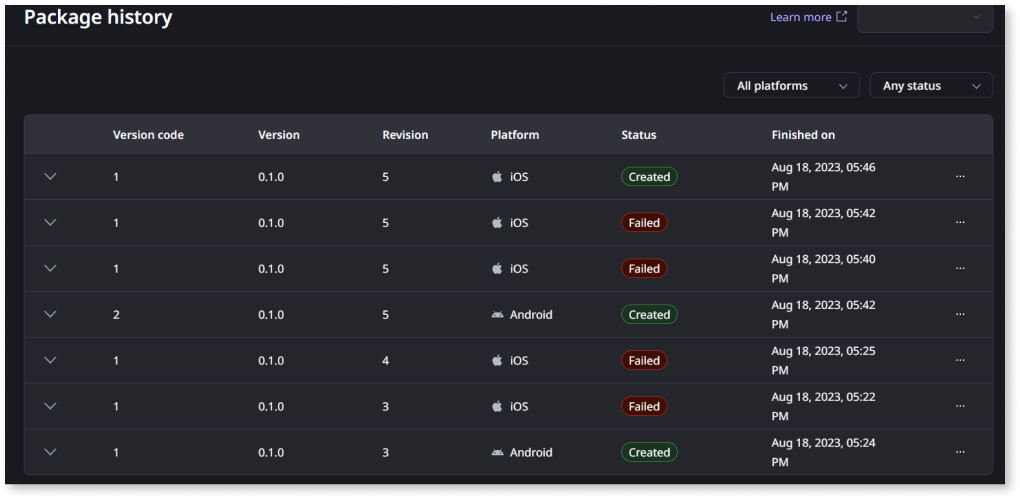 Package history
Learn more
All platforms
Any status
Version code Version Revision Platform Status Finished on
1 0.1.0 5 iOS Created Aug 18, 2023, 05:46
PM
1 0.1.0 5 iOS Failed Aug 18, 2023, 05:42
PM
1 0.1.0 5 iOS Failed Aug 18, 2023, 05:40
PM
2 0.1.0 5 Android Created Aug 18, 2023, 05:42
PM
1 0.1.0 4 iOS Failed Aug 18, 2023, 05:25
PM
1 0.1.0 3 iOS Failed Aug 18, 2023, 05:22
PM
1 0.1.0 3 Android Created Aug 18, 2023, 05:24
PM